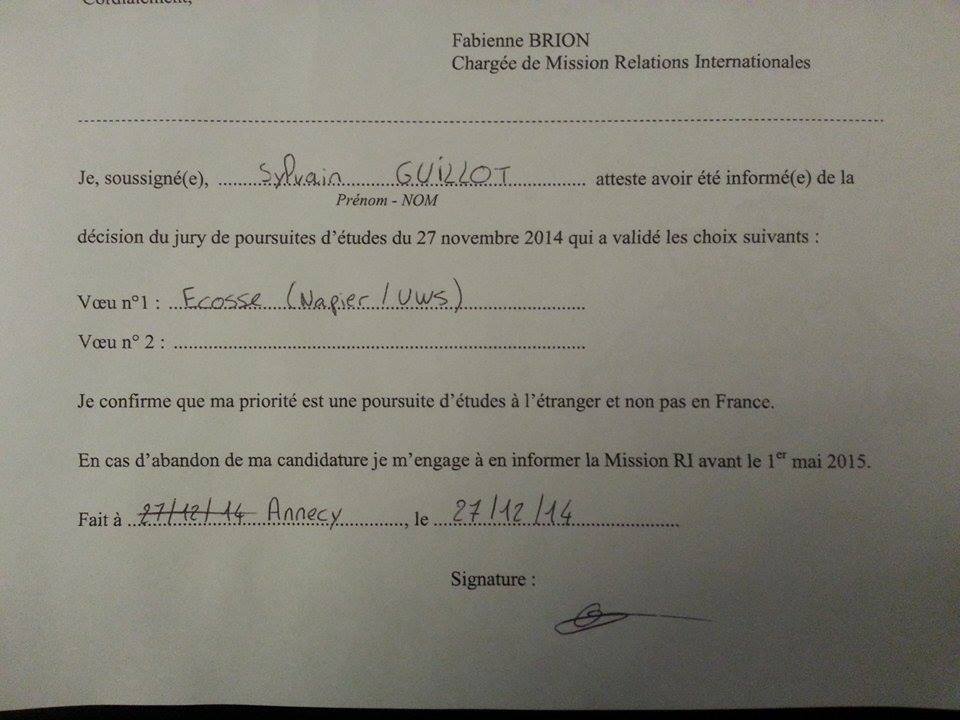 Cordialement,
Fabienne BRION
Chargée de Mission Relations Internationales
Je, soussigné(e), Sylvain GUILLOT atteste avoir été informé(e) de la
Prénom - NOM
décision du jury de poursuites d'études du 27 novembre 2014 qui a validé les choix suivants :
Vœu n°1 : Ecosse (Napier / UWS)
Vœu n° 2 :
Je confirme que ma priorité est une poursuite d'études à l'étranger et non pas en France.
En cas d'abandon de ma candidature je m'engage à en informer la Mission RI avant le 1er mai 2015.
Fait à 27/12/14 Annecy, le 27/12/14
Signature :